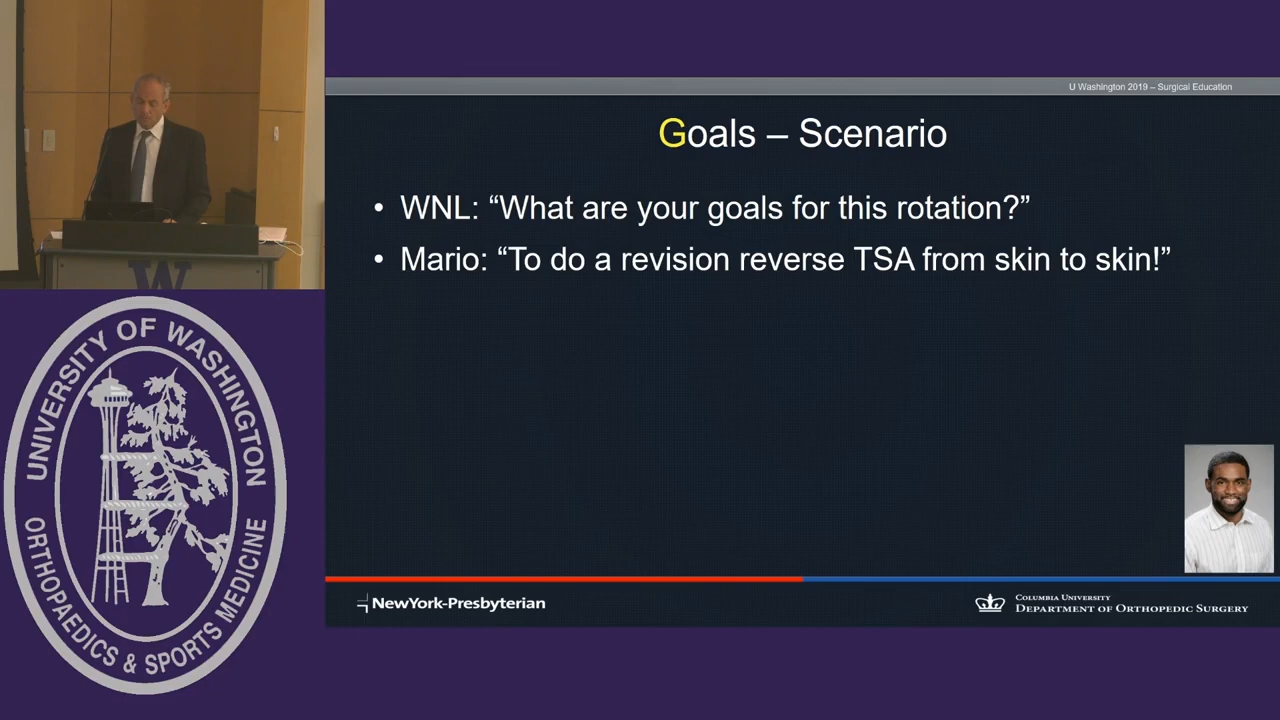 U Washington 2019 – Surgical Education
Goals – Scenario
• WNL: “What are your goals for this rotation?”
• Mario: “To do a revision reverse TSA from skin to skin!”
W
UNIVERSITY OF WASHINGTON
ORTHOPAEDICS & SPORTS MEDICINE
NewYork-Presbyterian
COLUMBIA UNIVERSITY
DEPARTMENT OF ORTHOPEDIC SURGERY